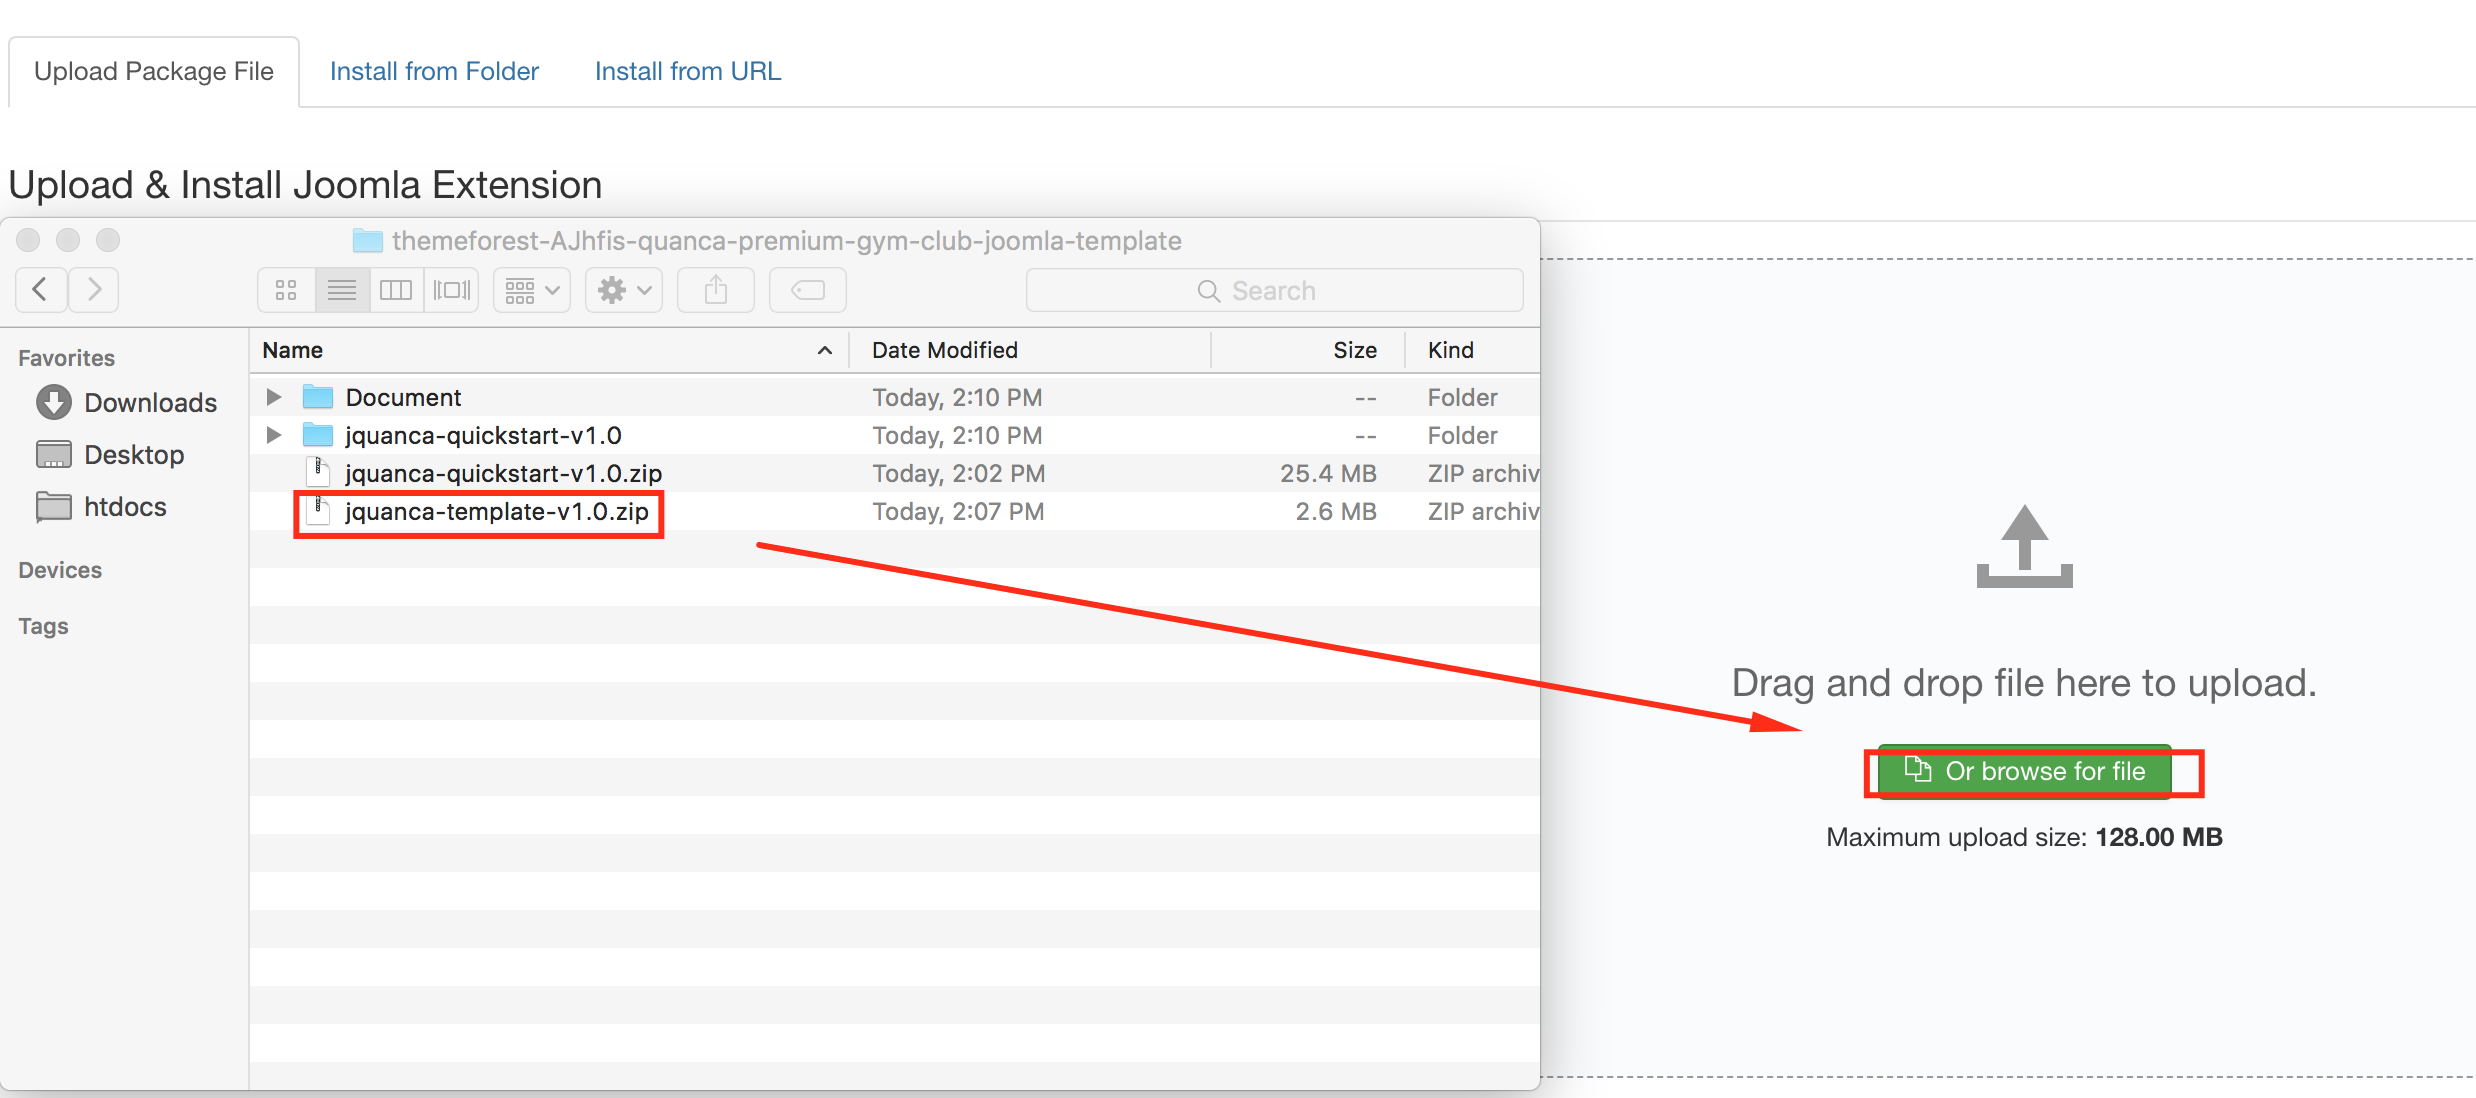 Upload Package File Install from Folder Install from URL
Upload & Install Joomla Extension
themeforest-AJhfis-quanca-premium-gym-club-joomla-template
Search
Favorites
Downloads
Desktop
htdocs
Devices
Tags
Name Date Modified Size Kind
Document Today, 2:10 PM -- Folder
jquanca-quickstart-v1.0 Today, 2:10 PM -- Folder
jquanca-quickstart-v1.0.zip Today, 2:02 PM 25.4 MB ZIP archiv
jquanca-template-v1.0.zip Today, 2:07 PM 2.6 MB ZIP archiv
Drag and drop file here to upload.
Or browse for file
Maximum upload size: 128.00 MB